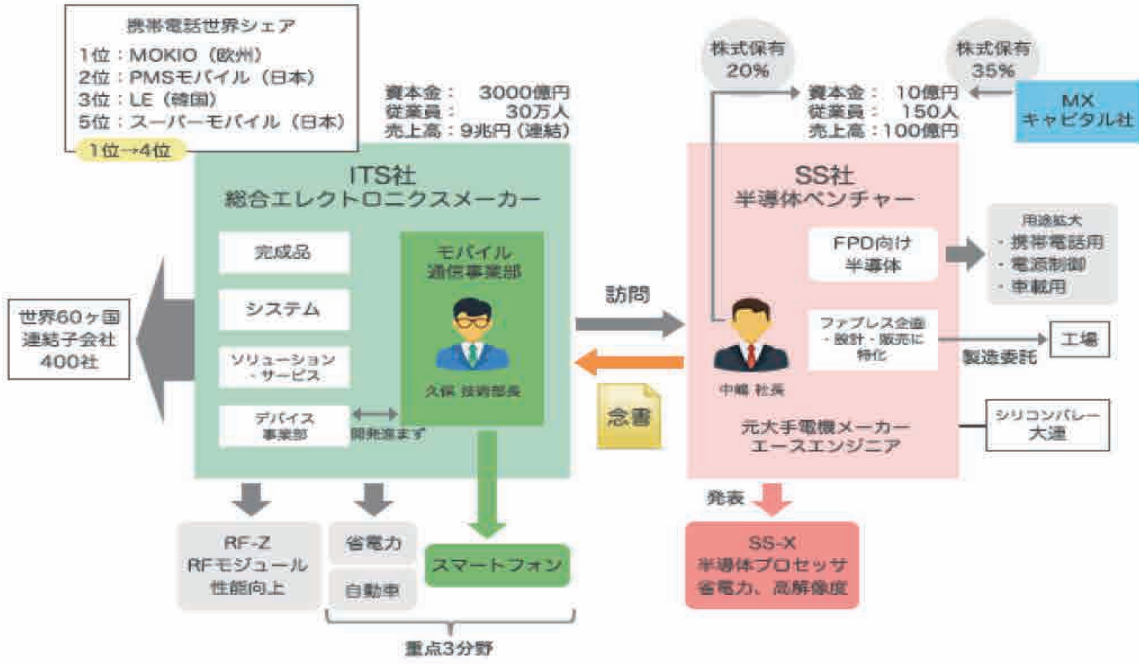 携帯電話世界シェア
1位：MOKIO（欧州）
2位：PMSモバイル（日本）
3位：LE（韓国）
5位：スーパーモバイル（日本）
1位→4位
資本金： 3000億円
従業員： 30万人
売上高：9兆円（連結）
ITS社
総合エレクトロニクスメーカー
完成品
システム
ソリューション
・サービス
デバイス
事業部
開発進まず
モバイル
通信事業部
久保 技術部長
世界60ヶ国
連結子会社
400社
RF-Z
RFモジュール
性能向上
省電力
自動車
スマートフォン
重点3分野
訪問
念書
株式保有
20%
株式保有
35%
資本金： 10億円
従業員： 150人
売上高：100億円
MX
キャピタル社
SS社
半導体ベンチャー
FPD向け
半導体
用途拡大
・携帯電話用
・電源制御
・車載用
ファブレス企画
・設計・販売に
特化
製造委託
工場
中嶋 社長
元大手電機メーカー
エースエンジニア
シリコンバレー
大連
発表
SS-X
半導体プロセッサ
省電力、高解像度